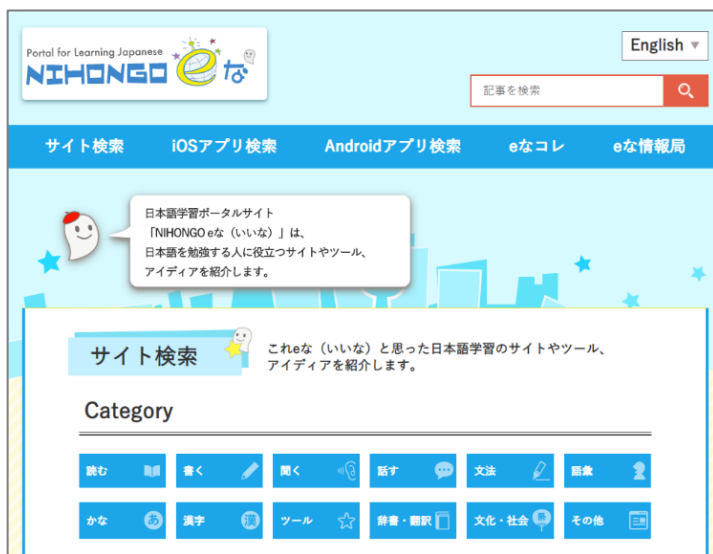 Portal for Learning Japanese
NIHONGO eな
English ▼
記事を検索
サイト検索 iOSアプリ検索 Androidアプリ検索 eなコレ eな情報局
日本語学習ポータルサイト
「NIHONGO eな（いいな）」は、
日本語を勉強する人に役立つサイトやツール、
アイディアを紹介します。
サイト検索
これeな（いいな）と思った日本語学習のサイトやツール、
アイディアを紹介します。
Category
読む 書く 聞く 話す 文法 語彙
かな あ 漢字 漢 ツール 辞書・翻訳 文化・社会 その他